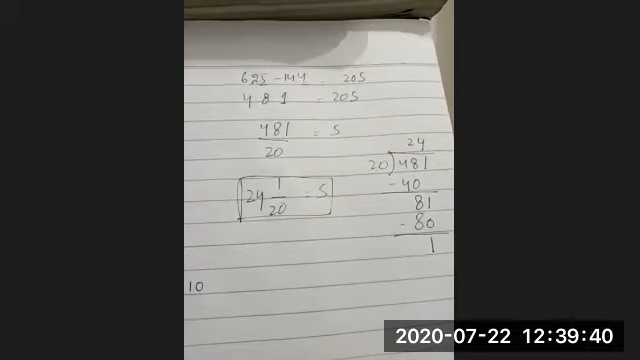 625 - 144 = 20S
481 = 20S
481/20 = S
24 1/20 = S
24
20)481
- 40
81
- 80
1
10
2020-07-22 12:39:40